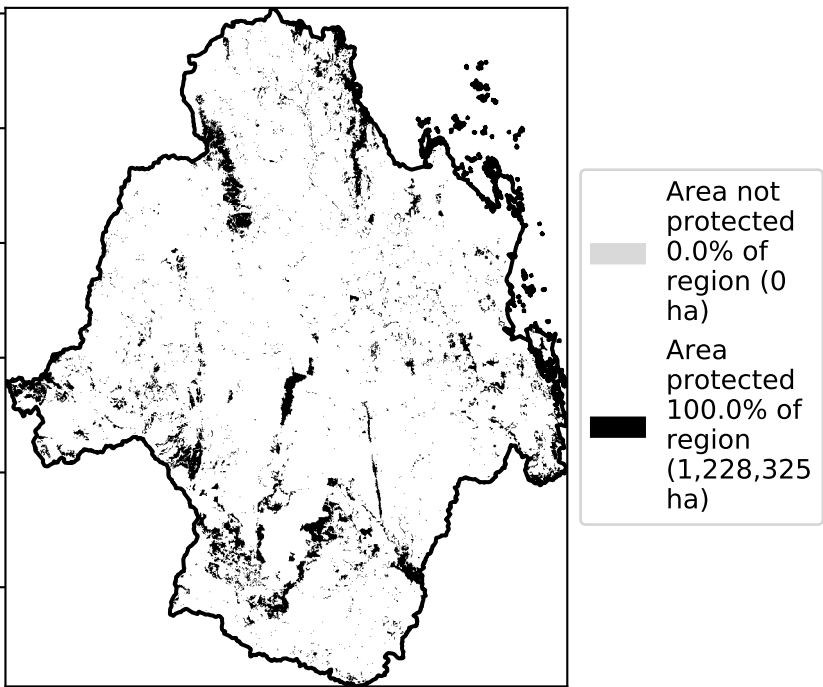 Area not
protected
0.0% of
region (0
ha)
Area
protected
100.0% of
region
(1,228,325
ha)